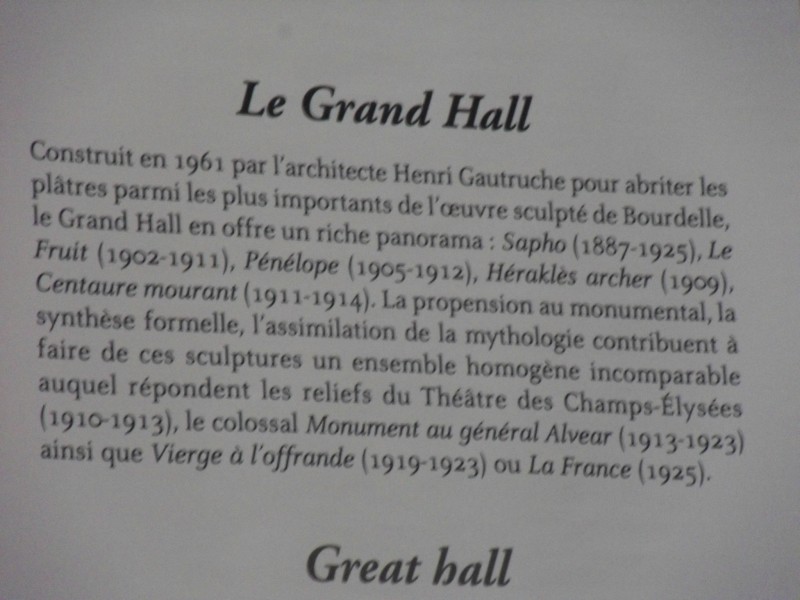 Le Grand Hall
Construit en 1961 par l'architecte Henri Gautruche pour abriter les
plâtres parmi les plus importants de l'œuvre sculpté de Bourdelle,
le Grand Hall en offre un riche panorama : Sapho (1887-1925), Le
Fruit (1902-1911), Pénélope (1905-1912), Héraklès archer (1909),
Centaure mourant (1911-1914). La propension au monumental, la
synthèse formelle, l'assimilation de la mythologie contribuent à
faire de ces sculptures un ensemble homogène incomparable
auquel répondent les reliefs du Théâtre des Champs-Élysées
(1910-1913), le colossal Monument au général Alvear (1913-1923)
ainsi que Vierge à l'offrande (1919-1923) ou La France (1925).
Great hall